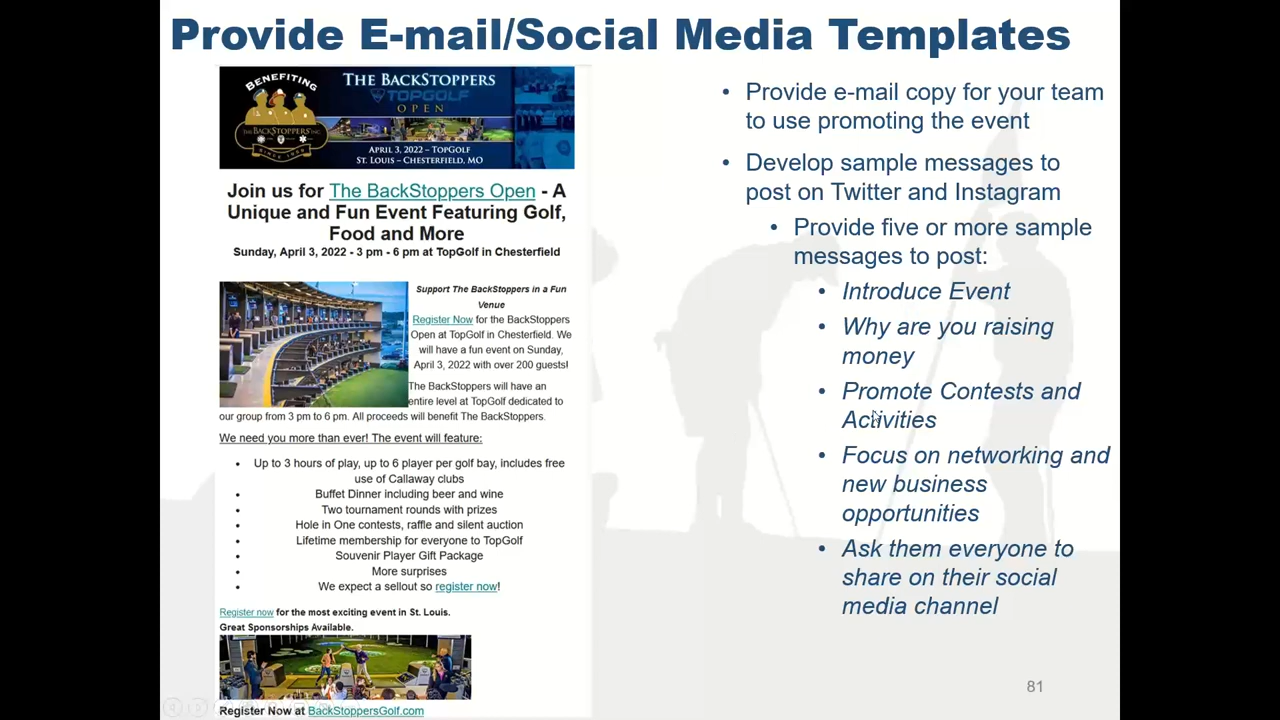 Provide E-mail/Social Media Templates
BENEFITING
THE BACKSTOPPERS INC.
SINCE 1959
THE BACKSTOPPERS
TOPGOLF
OPEN
APRIL 3, 2022 – TOPGOLF
ST. LOUIS – CHESTERFIELD, MO
Join us for The BackStoppers Open - A
Unique and Fun Event Featuring Golf,
Food and More
Sunday, April 3, 2022 - 3 pm - 6 pm at TopGolf in Chesterfield
Support The BackStoppers in a Fun
Venue
Register Now for the BackStoppers
Open at TopGolf in Chesterfield. We
will have a fun event on Sunday,
April 3, 2022 with over 200 guests!
The BackStoppers will have an
entire level at TopGolf dedicated to
our group from 3 pm to 6 pm. All proceeds will benefit The BackStoppers.
We need you more than ever! The event will feature:
• Up to 3 hours of play, up to 6 player per golf bay, includes free
use of Callaway clubs
• Buffet Dinner including beer and wine
• Two tournament rounds with prizes
• Hole in One contests, raffle and silent auction
• Lifetime membership for everyone to TopGolf
• Souvenir Player Gift Package
• More surprises
• We expect a sellout so register now!
Register now for the most exciting event in St. Louis.
Great Sponsorships Available.
Register Now at BackStoppersGolf.com
• Provide e-mail copy for your team
to use promoting the event
• Develop sample messages to
post on Twitter and Instagram
• Provide five or more sample
messages to post:
• Introduce Event
• Why are you raising
money
• Promote Contests and
Activities
• Focus on networking and
new business
opportunities
• Ask them everyone to
share on their social
media channel
81